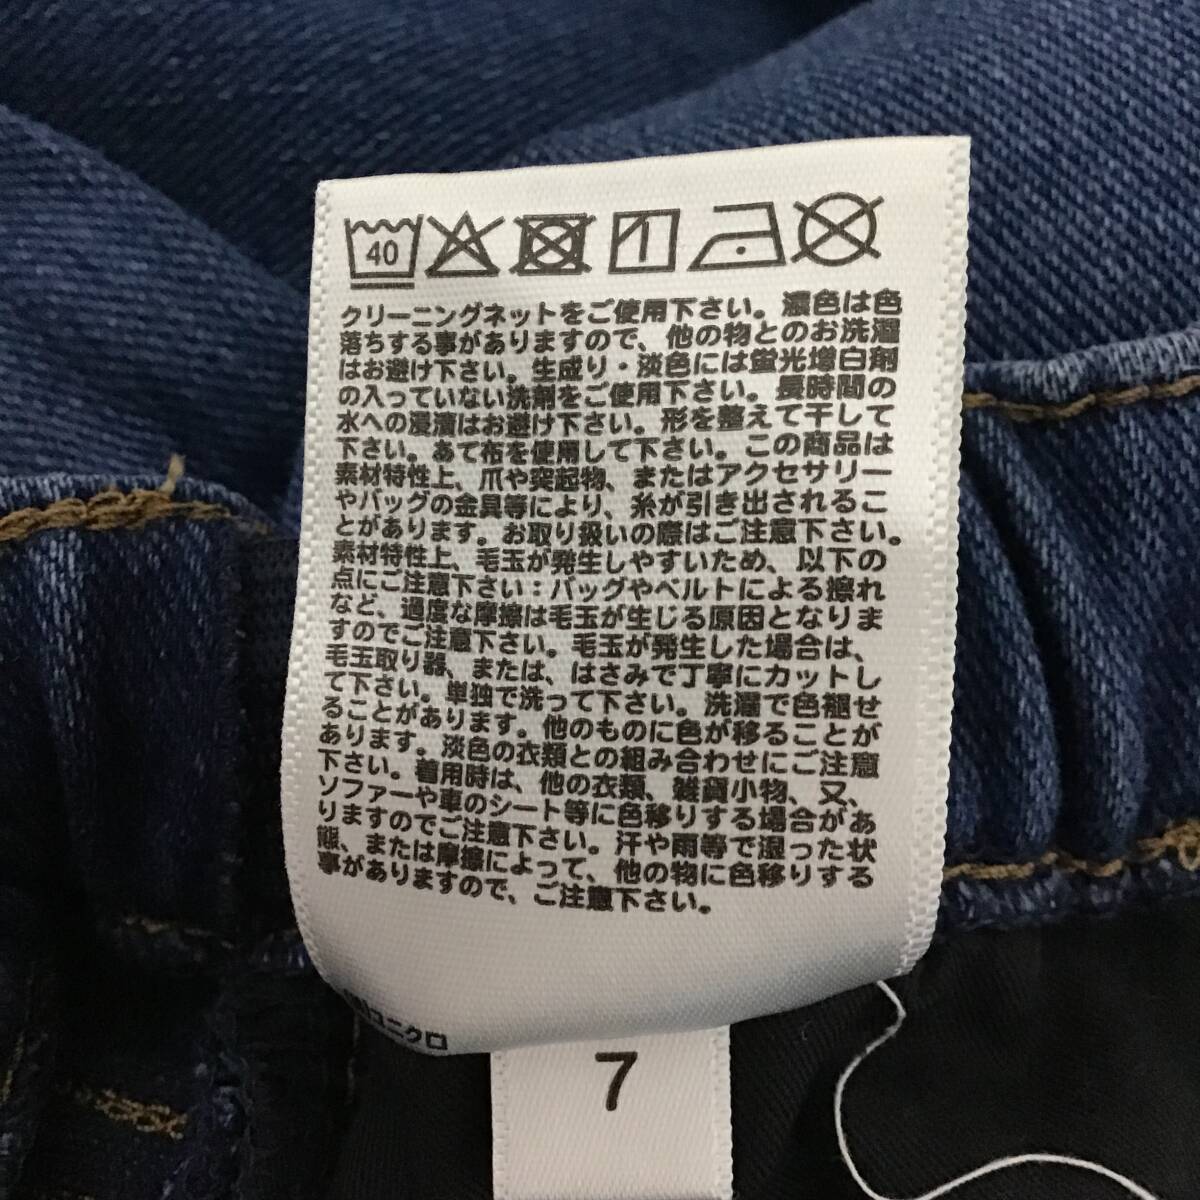 40
クリーニングネットをご使用下さい。濃色は色
落ちする事がありますので、他の物とのお洗濯
はお避け下さい。生成り・淡色には蛍光増白剤
の入っていない洗剤をご使用下さい。長時間の
水への浸漬はお避け下さい。形を整えて干して
下さい。あて布を使用して下さい。この商品は
素材特性上、爪や突起物、またはアクセサリー
やバッグの金具等により、糸が引き出されるこ
とがあります。お取り扱いの際はご注意下さい。
素材特性上、毛玉が発生しやすいため、以下の
点にご注意下さい：バッグやベルトによる擦れ
など、過度な摩擦は毛玉が生じる原因となりま
すのでご注意下さい。毛玉が発生した場合は、
毛玉取り器、または、はさみで丁寧にカットし
て下さい。単独で洗って下さい。洗濯で色褪せ
ることがあります。他のものに色が移ることが
あります。淡色の衣類との組み合わせにご注意
下さい。着用時は、他の衣類、雑貨小物、又、
ソファーや車のシート等に色移りする場合があ
りますのでご注意下さい。汗や雨等で湿った状
態、または摩擦によって、他の物に色移りする
事がありますので、ご注意下さい。
ユニクロ
7